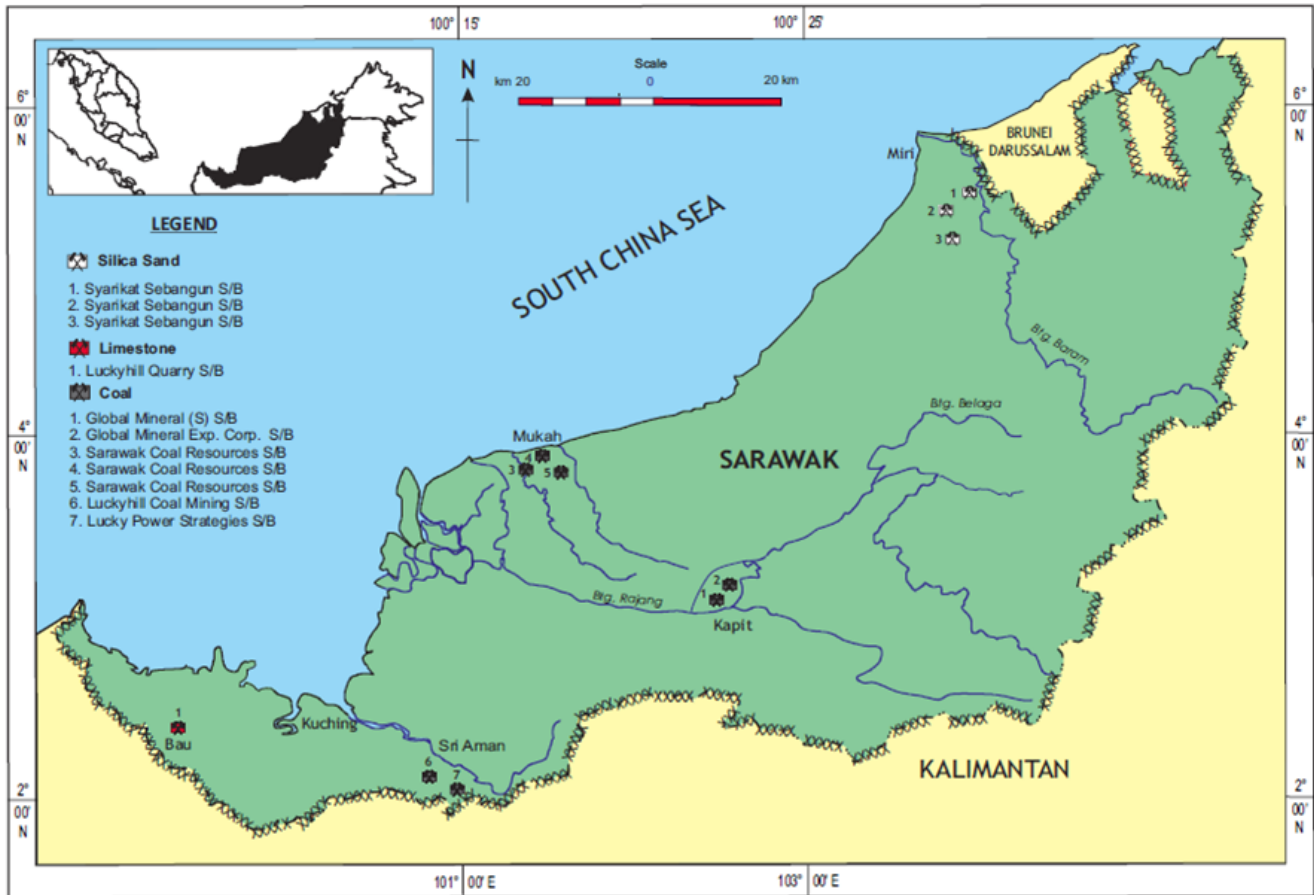 100° 15'
100° 25'
N
Scale
km 20
0
20 km
6°
00'
N
6°
00'
N
BRUNEI
DARUSSALAM
Miri
1
2
3
SOUTH CHINA SEA
LEGEND
Silica Sand
1. Syarikat Sebangun S/B
2. Syarikat Sebangun S/B
3. Syarikat Sebangun S/B
Limestone
1. Luckyhill Quarry S/B
Coal
1. Global Mineral (S) S/B
2. Global Mineral Exp. Corp. S/B
3. Sarawak Coal Resources S/B
4. Sarawak Coal Resources S/B
5. Sarawak Coal Resources S/B
6. Luckyhill Coal Mining S/B
7. Lucky Power Strategies S/B
Btg. Baram
Btg. Belaga
4°
00'
N
4°
00'
N
Mukah
4
3
5
SARAWAK
2
1
Btg. Rajang
Kapit
1
Bau
Kuching
Sri Aman
6
7
KALIMANTAN
2°
00'
N
2°
00'
N
101° 00' E
103° 00' E